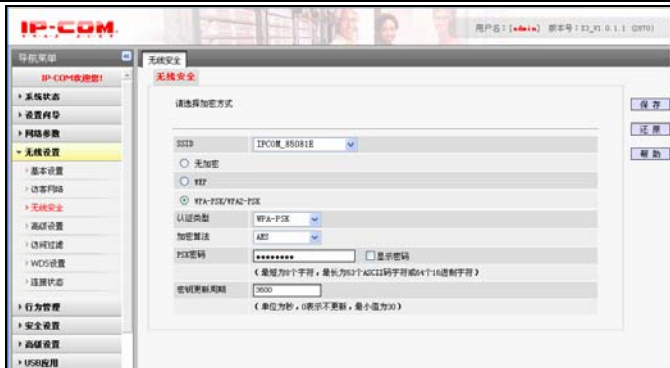 IP-COM
用户名：[admin] 版本号：X3_V1.0.1.1 (2870)
导航菜单
IP-COM欢迎您!
系统状态
设置向导
网络参数
无线设置
基本设置
访客网络
无线安全
高级设置
访问过滤
WDS设置
连接状态
行为管理
安全设置
高级设置
USB应用
无线安全
无线安全
请选择加密方式
SSID IPCOM_85081E
无加密
WEP
WPA-PSK/WPA2-PSK
认证类型 WPA-PSK
加密算法 AES
PSK密码 ●●●●●●●● 显示密码
(最短为8个字符，最长为63个ASCII码字符或64个16进制字符)
密钥更新周期 3600
(单位为秒，0表示不更新，最小值为30)
保存
还原
帮助